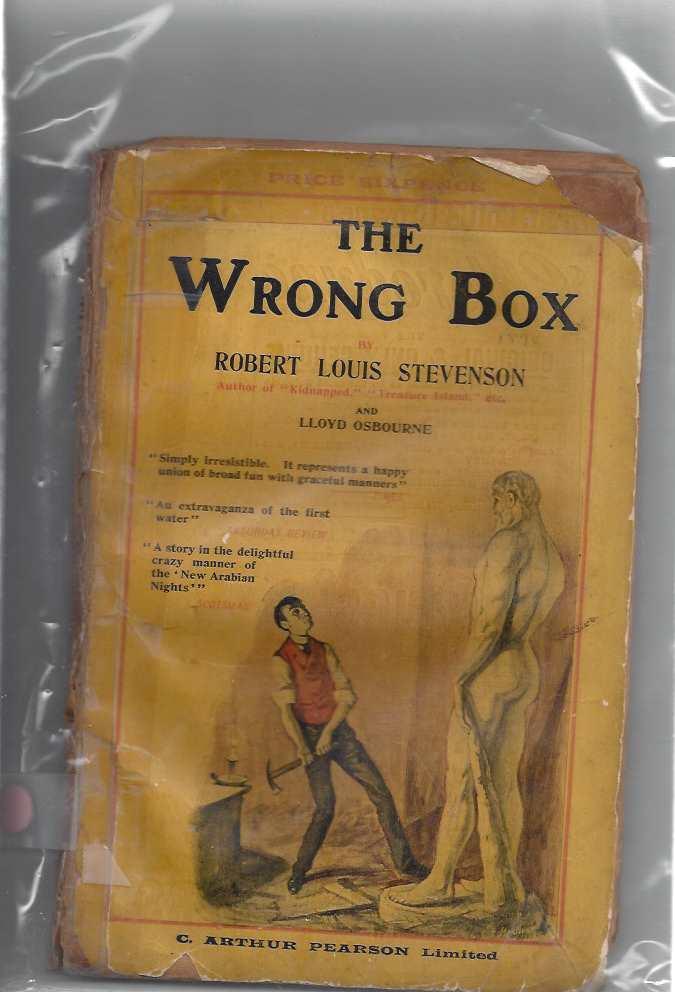 PRICE SIXPENCE
THE
WRONG BOX
BY
ROBERT LOUIS STEVENSON
Author of "Kidnapped," "Treasure Island," etc.
AND
LLOYD OSBOURNE
"Simply irresistible. It represents a happy
union of broad fun with graceful manners"
"An extravaganza of the first
water"
SATURDAY REVIEW
"A story in the delightful
crazy manner of
the 'New Arabian
Nights'"
SCOTSMAN
C. ARTHUR PEARSON Limited